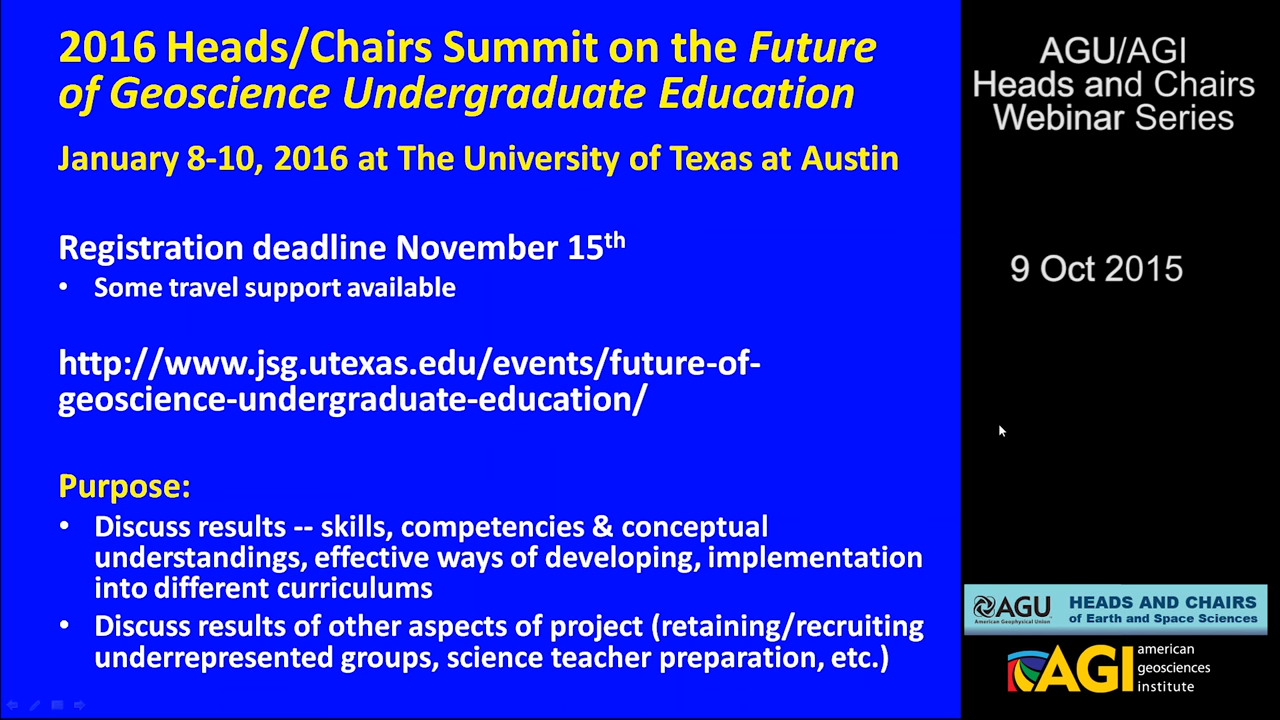 2016 Heads/Chairs Summit on the Future
of Geoscience Undergraduate Education
January 8-10, 2016 at The University of Texas at Austin
Registration deadline November 15th
• Some travel support available
http://www.jsg.utexas.edu/events/future-of-
geoscience-undergraduate-education/
Purpose:
• Discuss results -- skills, competencies & conceptual
understandings, effective ways of developing, implementation
into different curriculums
• Discuss results of other aspects of project (retaining/recruiting
underrepresented groups, science teacher preparation, etc.)
AGU/AGI
Heads and Chairs
Webinar Series
9 Oct 2015
AGU
American Geophysical Union
HEADS AND CHAIRS
of Earth and Space Sciences
AGI
american
geosciences
institute